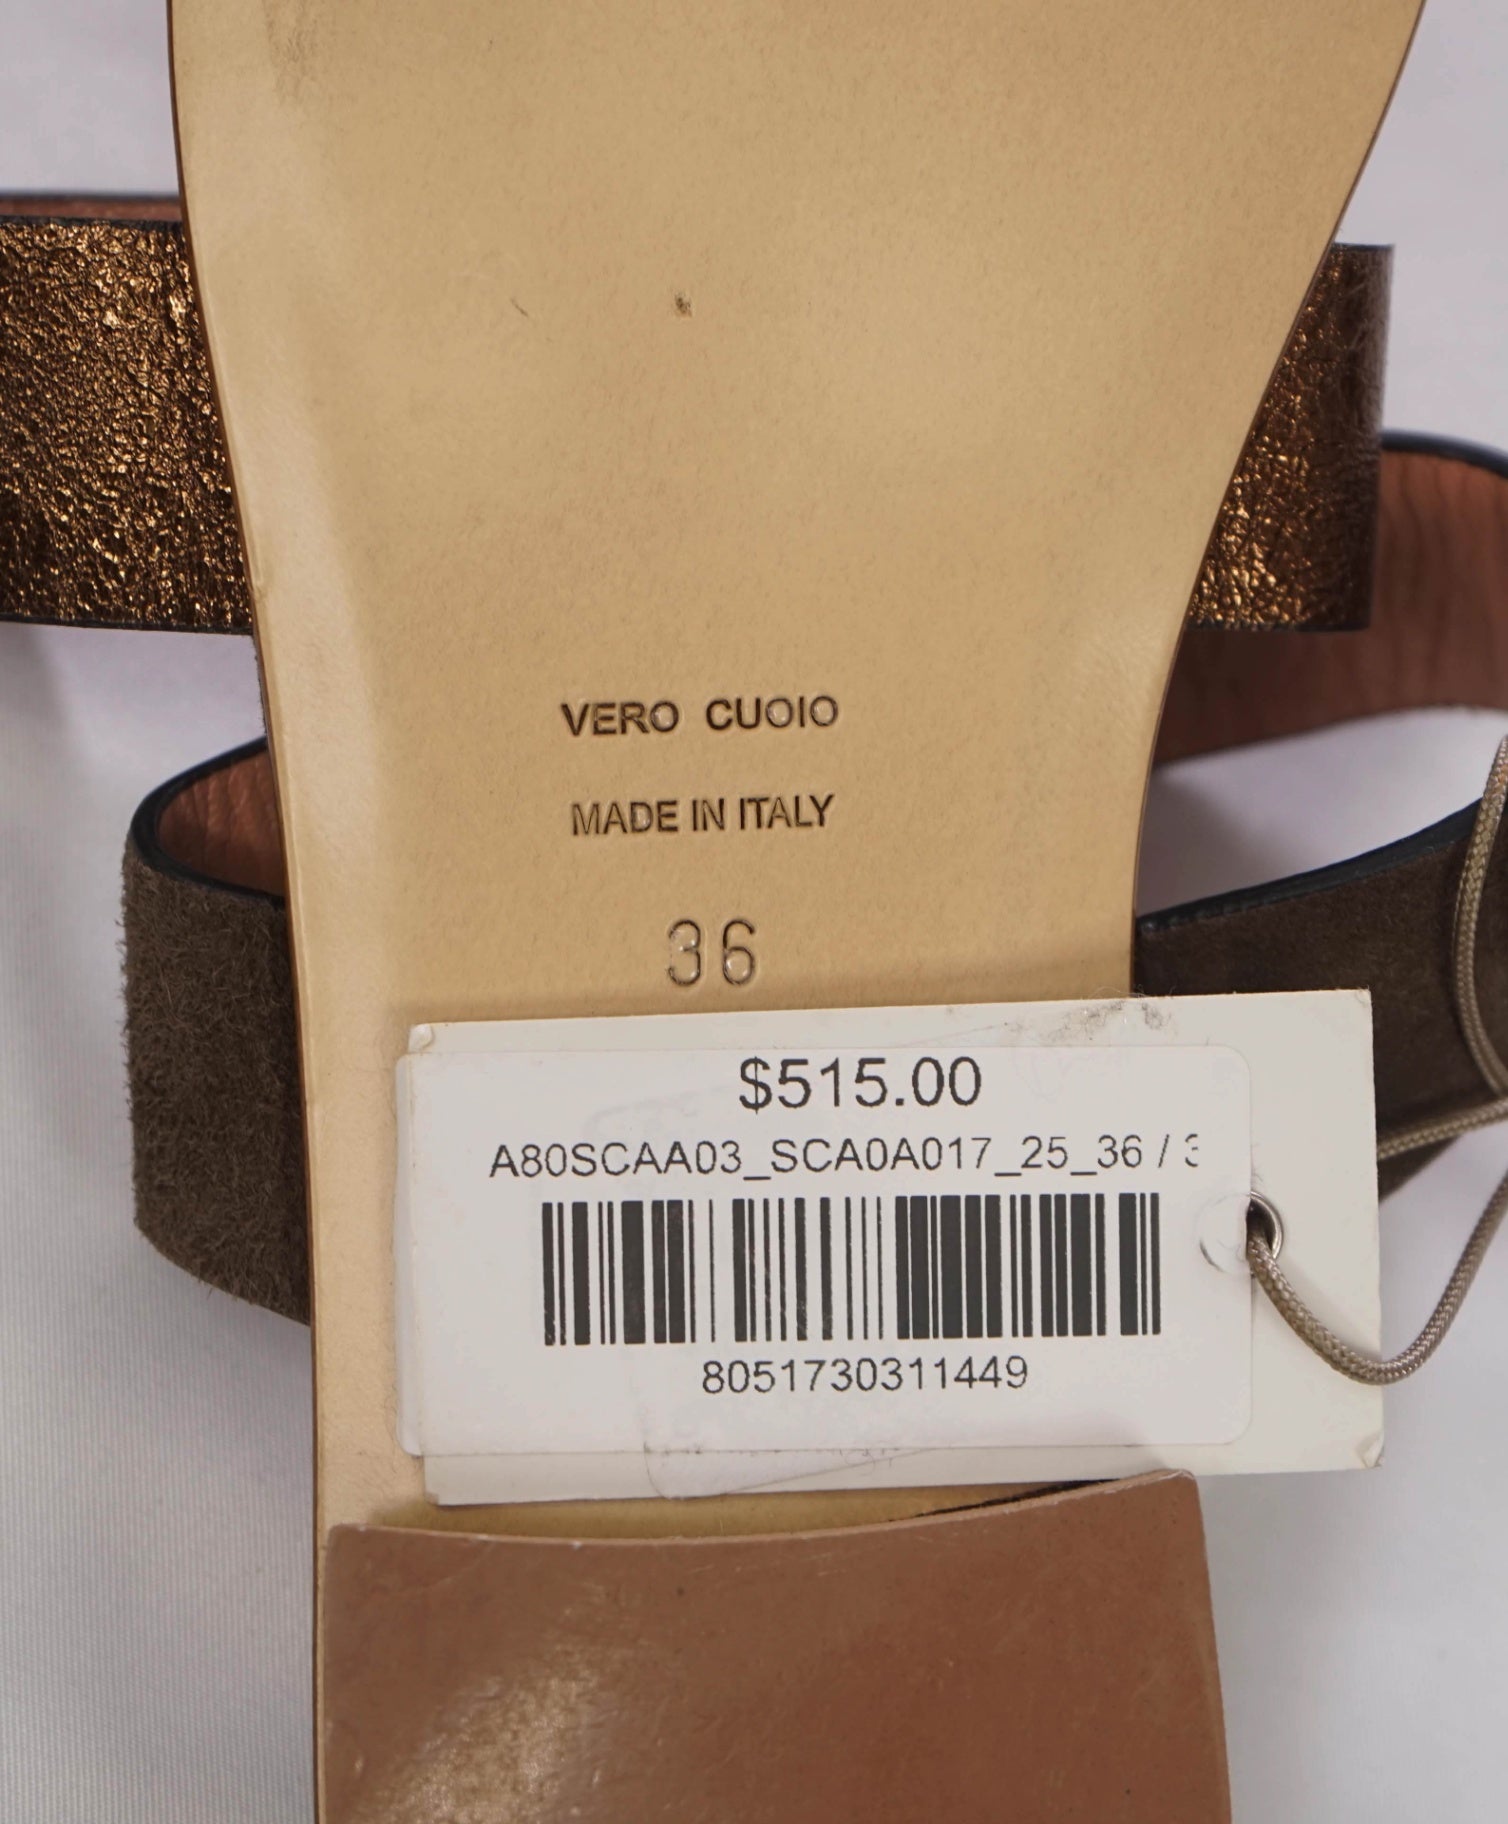 VERO CUOIO
MADE IN ITALY
36
$515.00
A80SCAA03_SCA0A017_25_36 / 3
8051730311449